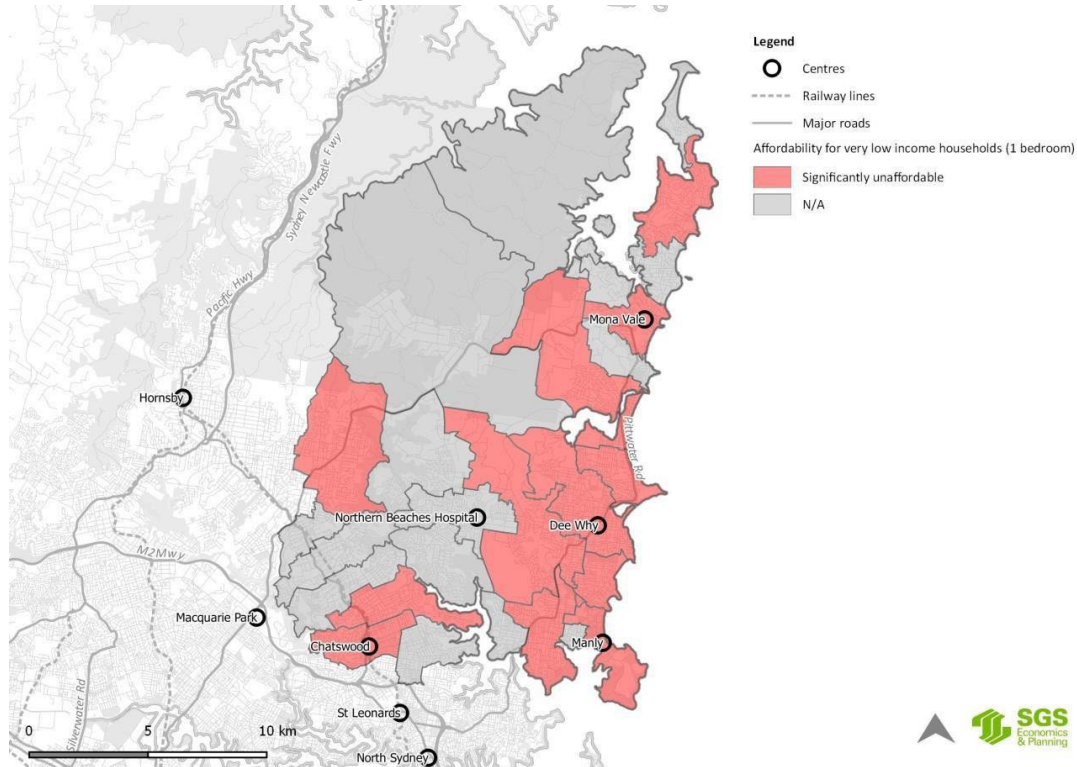 Legend
Centres
Railway lines
Major roads
Affordability for very low income households (1 bedroom)
Significantly unaffordable
N/A
Sydney Newcastle Fwy
Pacific Hwy
Mona Vale
Hornsby
Pittwater Rd
Northern Beaches Hospital
Dee Why
M2Mwy
Macquarie Park
Chatswood
Manly
St Leonards
Silverwater Rd
North Sydney
0 5 10 km
SGS
Economics
& Planning